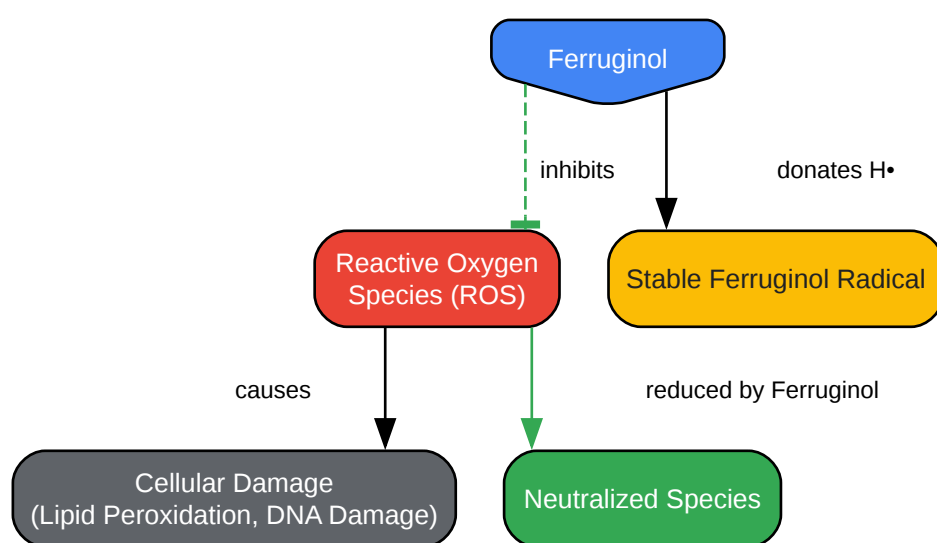 Ferruginol
inhibits
donates H•
Reactive Oxygen
Species (ROS)
Stable Ferruginol Radical
causes
reduced by Ferruginol
Cellular Damage
(Lipid Peroxidation, DNA Damage)
Neutralized Species